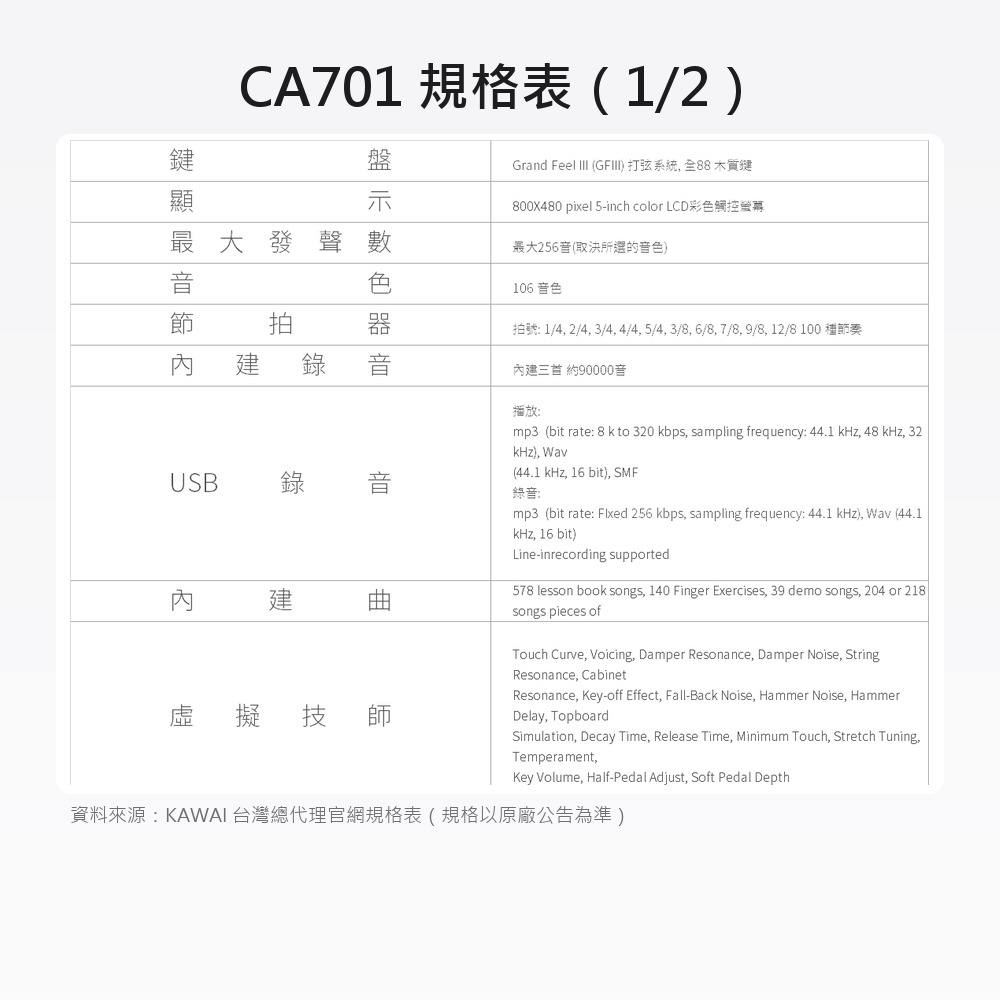 CA701 規格表 ( 1/2 )
鍵盤
Grand Feel III (GFIII) 打弦系統, 全88 木質鍵
顯示
800X480 pixel 5-inch color LCD彩色觸控螢幕
最大發聲數
最大256音(取決所選的音色)
音色
106 音色
節拍器
拍號: 1/4, 2/4, 3/4, 4/4, 5/4, 3/8, 6/8, 7/8, 9/8, 12/8 100 種節奏
內建錄音
內建三首 約90000音
USB 錄音
播放:
mp3 (bit rate: 8 k to 320 kbps, sampling frequency: 44.1 kHz, 48 kHz, 32
kHz), Wav
(44.1 kHz, 16 bit), SMF
錄音:
mp3 (bit rate: FIxed 256 kbps, sampling frequency: 44.1 kHz), Wav (44.1
kHz, 16 bit)
Line-inrecording supported
內建曲
578 lesson book songs, 140 Finger Exercises, 39 demo songs, 204 or 218
songs pieces of
虛擬技師
Touch Curve, Voicing, Damper Resonance, Damper Noise, String
Resonance, Cabinet
Resonance, Key-off Effect, Fall-Back Noise, Hammer Noise, Hammer
Delay, Topboard
Simulation, Decay Time, Release Time, Minimum Touch, Stretch Tuning,
Temperament,
Key Volume, Half-Pedal Adjust, Soft Pedal Depth
資料來源：KAWAI 台灣總代理官網規格表 ( 規格以原廠公告為準 )